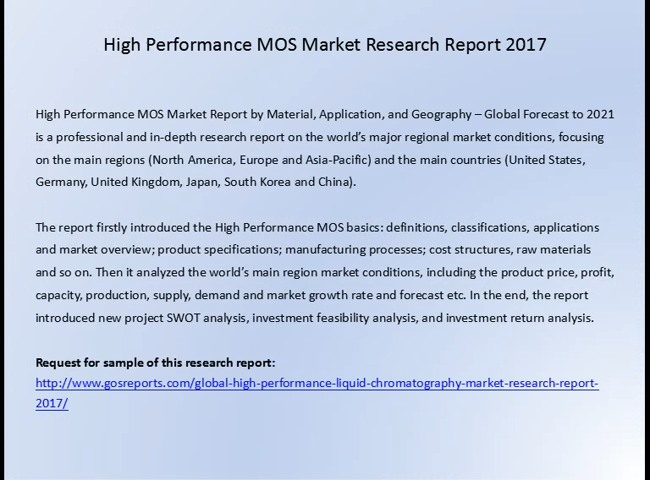 High Performance MOS Market Research Report 2017
High Performance MOS Market Report by Material, Application, and Geography – Global Forecast to 2021
is a professional and in-depth research report on the world's major regional market conditions, focusing
on the main regions (North America, Europe and Asia-Pacific) and the main countries (United States,
Germany, United Kingdom, Japan, South Korea and China).
The report firstly introduced the High Performance MOS basics: definitions, classifications, applications
and market overview; product specifications; manufacturing processes; cost structures, raw materials
and so on. Then it analyzed the world's main region market conditions, including the product price, profit,
capacity, production, supply, demand and market growth rate and forecast etc. In the end, the report
introduced new project SWOT analysis, investment feasibility analysis, and investment return analysis.
Request for sample of this research report:
http://www.gosreports.com/global-high-performance-liquid-chromatography-market-research-report-
2017/